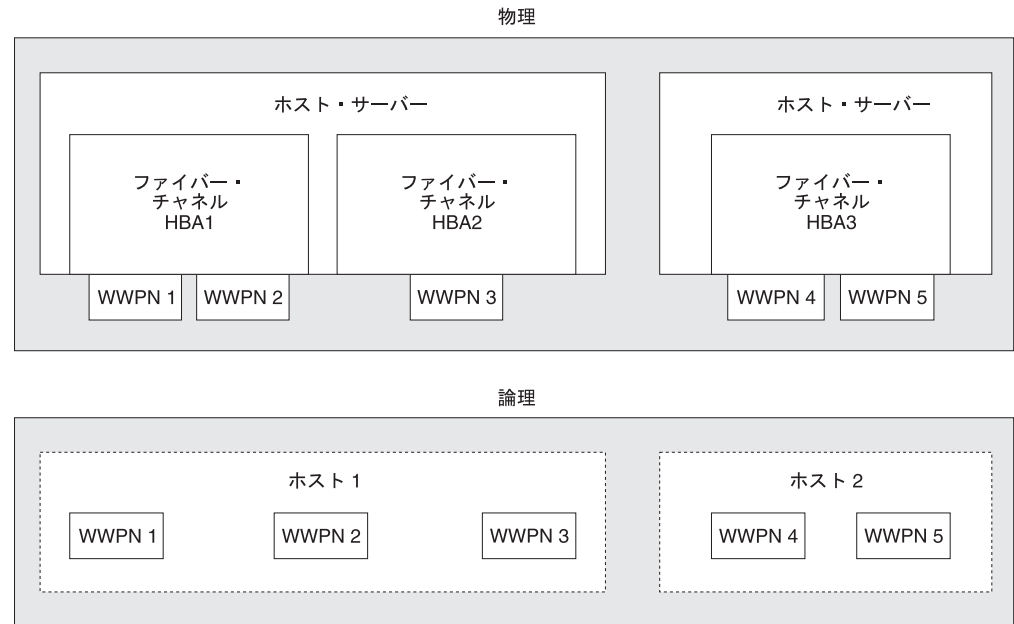 物理
ホスト・サーバー
ホスト・サーバー
ファイバー・
チャネル
HBA1
ファイバー・
チャネル
HBA2
ファイバー・
チャネル
HBA3
WWPN 1
WWPN 2
WWPN 3
WWPN 4
WWPN 5
論理
ホスト 1
ホスト 2
WWPN 1
WWPN 2
WWPN 3
WWPN 4
WWPN 5